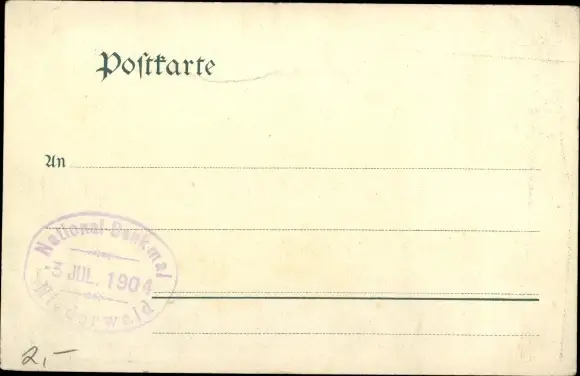 Postkarte
An
National-Denkmal
-3 JUL. 1904
Niederwald
2,-